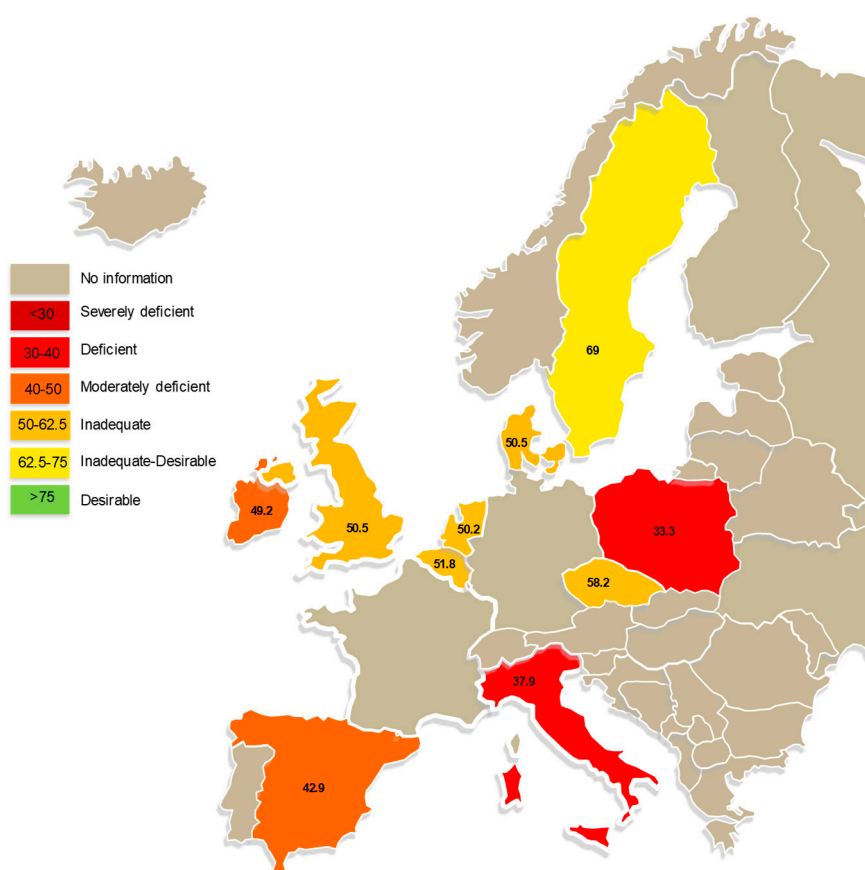 No information
<30 Severely deficient
30-40 Deficient
40-50 Moderately deficient
50-62.5 Inadequate
62.5-75 Inadequate-Desirable
>75 Desirable
69
50.5
49.2
50.5
50.2
51.8
33.3
58.2
37.9
42.9